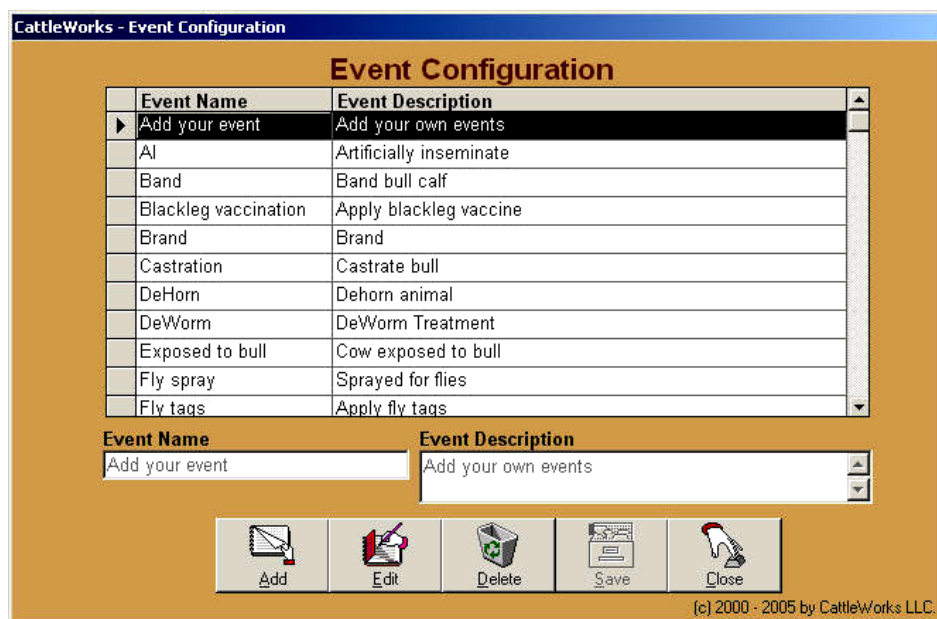 CattleWorks - Event Configuration
Event Configuration
Event Name Event Description
Add your event Add your own events
AI Artificially inseminate
Band Band bull calf
Blackleg vaccination Apply blackleg vaccine
Brand Brand
Castration Castrate bull
DeHorn Dehorn animal
DeWorm DeWorm Treatment
Exposed to bull Cow exposed to bull
Fly spray Sprayed for flies
Fly tags Apply fly tags
Event Name Event Description
Add your event Add your own events
Add Edit Delete Save Close
(c) 2000 - 2005 by CattleWorks LLC.